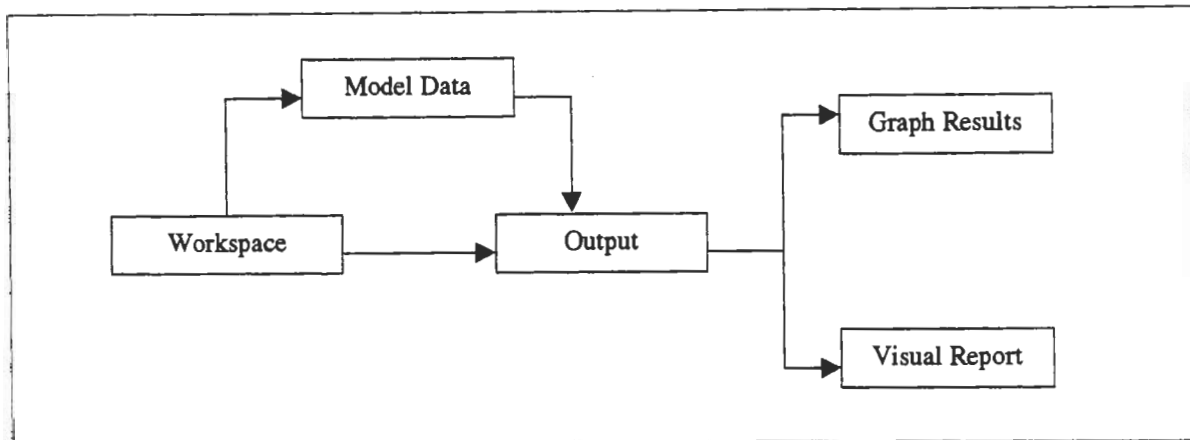 Model Data
Graph Results
Workspace
Output
Visual Report